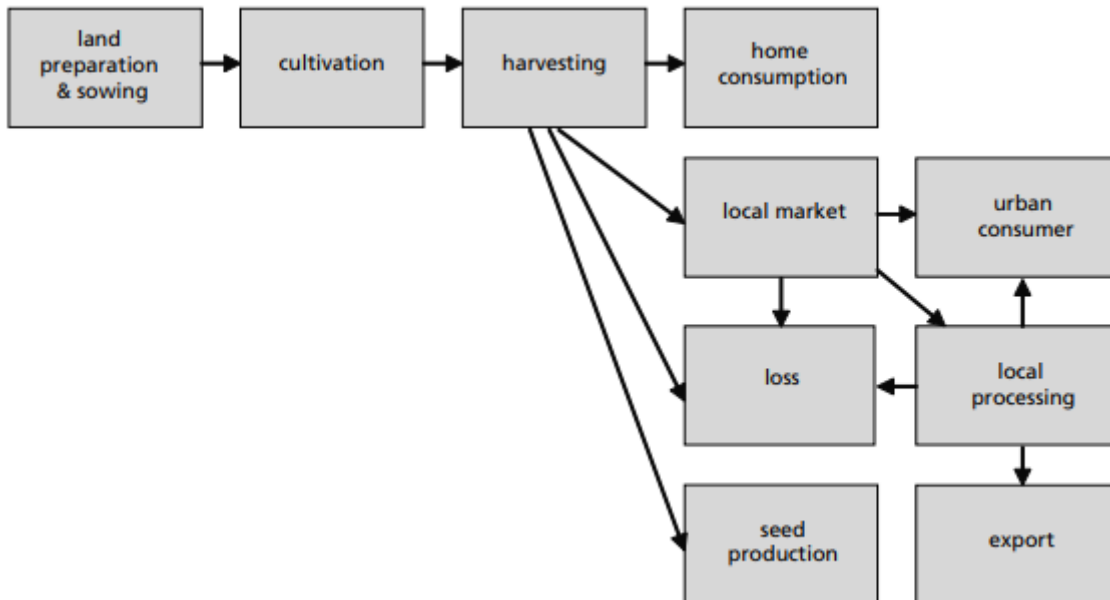 land
preparation
& sowing
cultivation
harvesting
home
consumption
local market
urban
consumer
loss
local
processing
seed
production
export